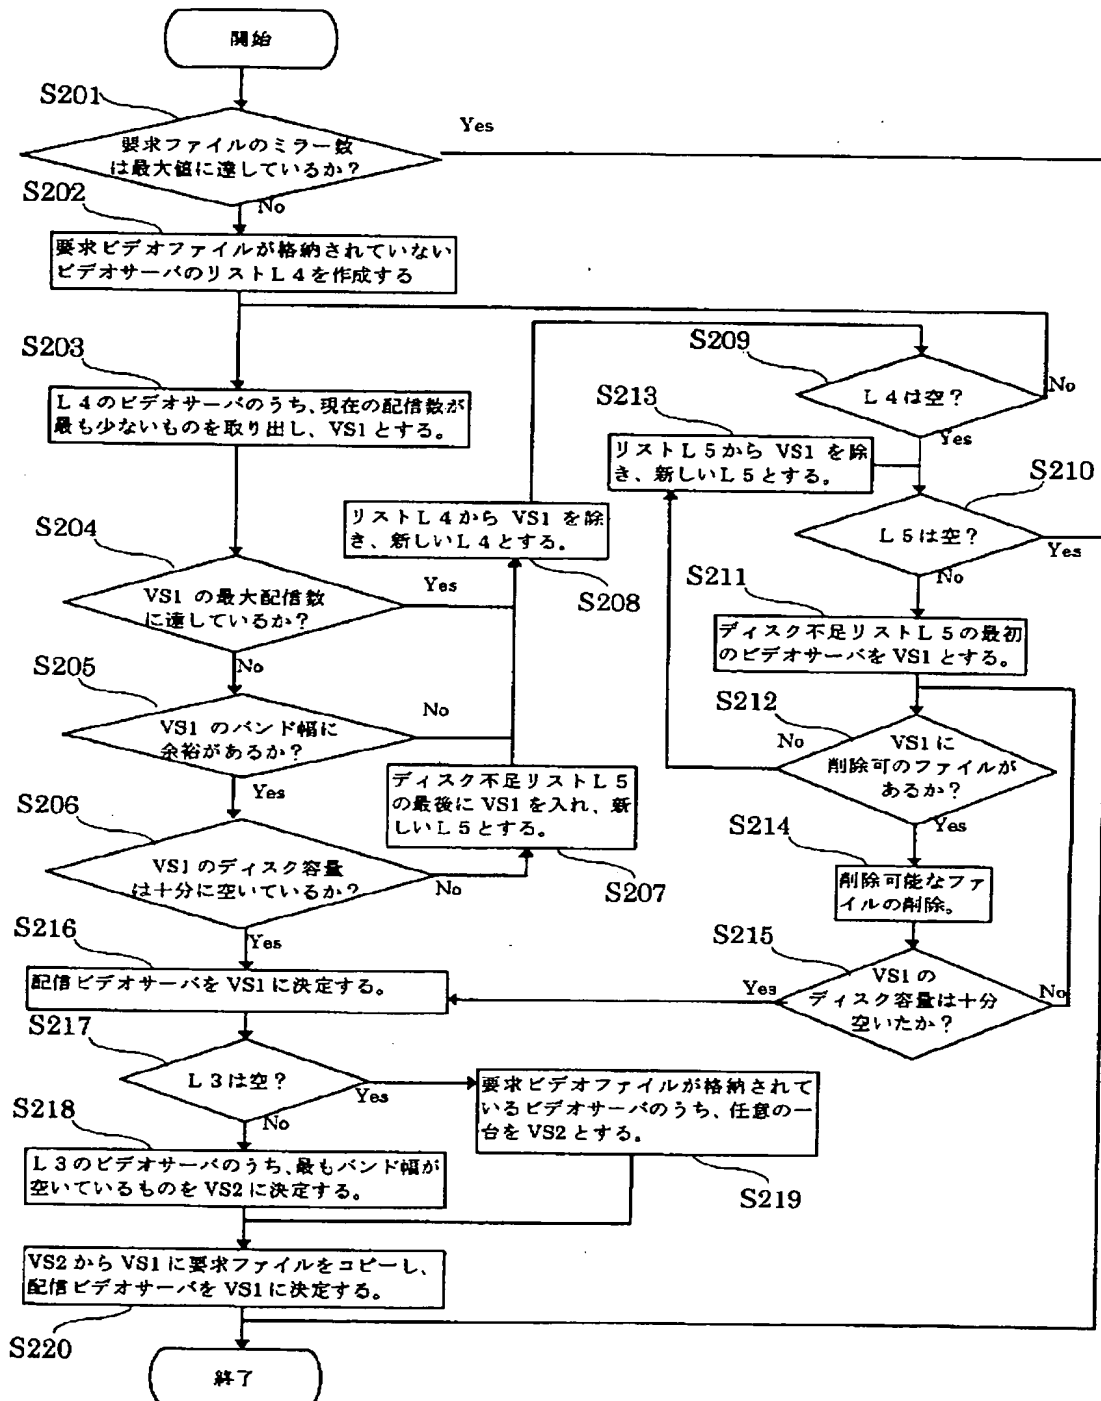 開始
S201
要求ファイルのミラー数
は最大値に達しているか?
Yes
No
S202
要求ビデオファイルが格納されていない
ビデオサーバのリストL4を作成する
S203
L4のビデオサーバのうち、現在の配信数が
最も少ないものを取り出し、VS1とする。
S204
VS1 の最大配信数
に達しているか?
Yes
No
S205
VS1 のバンド幅に
余裕があるか?
No
Yes
S206
VS1のディスク容量
は十分に空いているか?
No
Yes
ディスク不足リストL5
の最後に VS1を入れ、新
しいL5とする。
S207
リストL4から VS1 を除
き、新しいL4とする。
S208
S209
L4は空?
No
Yes
S213
リストL5から VS1 を除
き、新しいL5とする。
S210
L5は空?
Yes
No
S211
ディスク不足リストL5の最初
のビデオサーバを VS1とする。
S212
VS1に
削除可のファイルが
あるか?
No
Yes
S214
削除可能なファ
イルの削除。
S215
VS1の
ディスク容量は十分
空いたか?
Yes
No
S216
配信ビデオサーバを VS1に決定する。
S217
L3は空?
Yes
No
S218
L3のビデオサーバのうち、最もバンド幅が
空いているものを VS2に決定する。
要求ビデオファイルが格納されて
いるビデオサーバのうち、任意の一
台を VS2とする。
S219
VS2 から VS1 に要求ファイルをコピーし、
配信ビデオサーバを VS1に決定する。
S220
終了